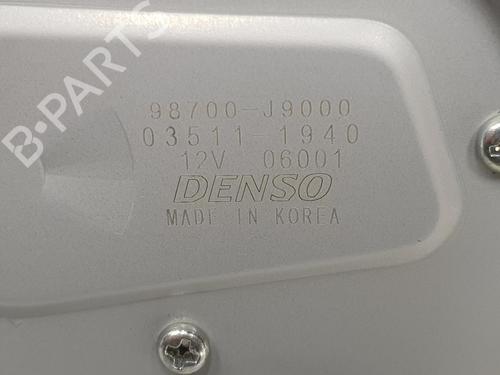 B-PARTS
98700-J9000
03511-1940
12V 06001
DENSO
MADE IN KOREA